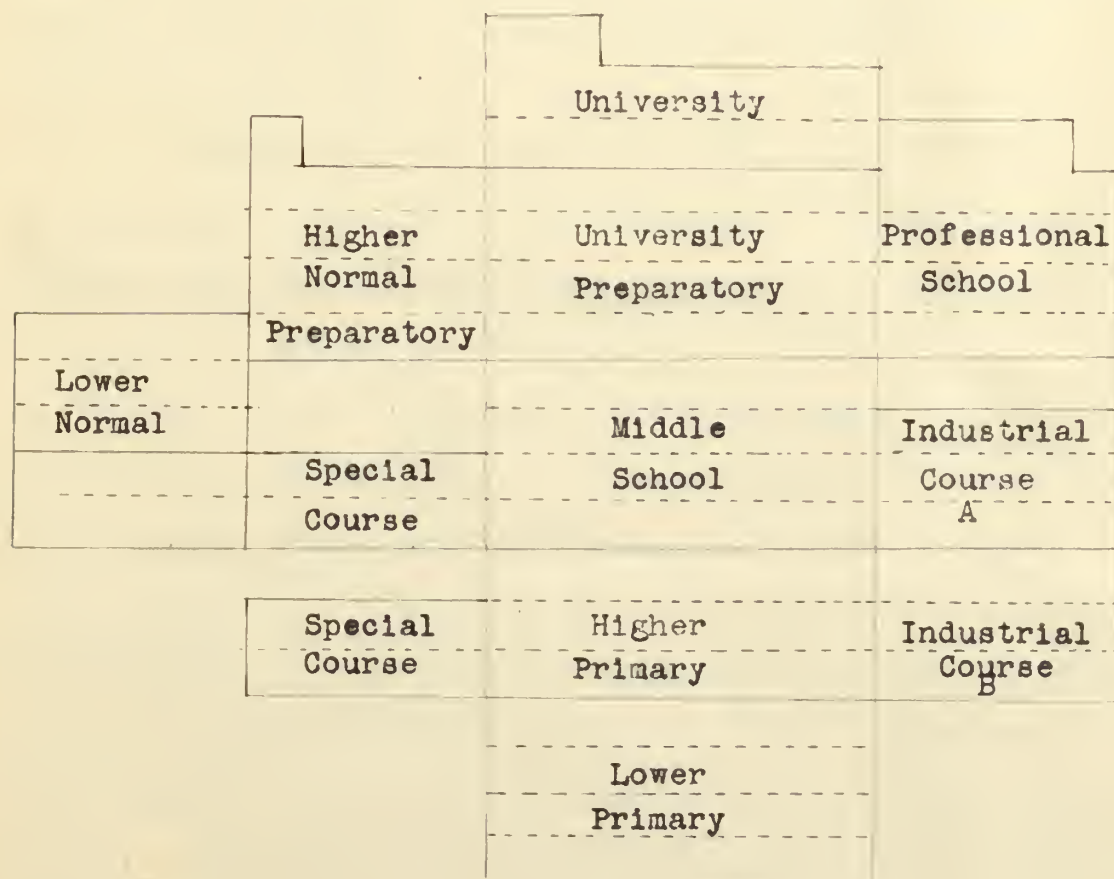 University
Higher
Normal
Preparatory
University
Preparatory
Professional
School
Lower
Normal
Special
Course
Middle
School
Industrial
Course
A
Special
Course
Higher
Primary
Industrial
Course
B
Lower
Primary